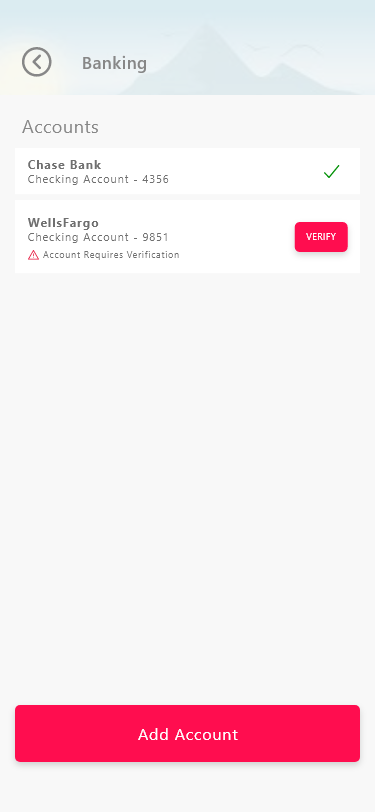 Banking
Accounts
Chase Bank
Checking Account - 4356
WellsFargo
Checking Account - 9851
Account Requires Verification
VERIFY
Add Account